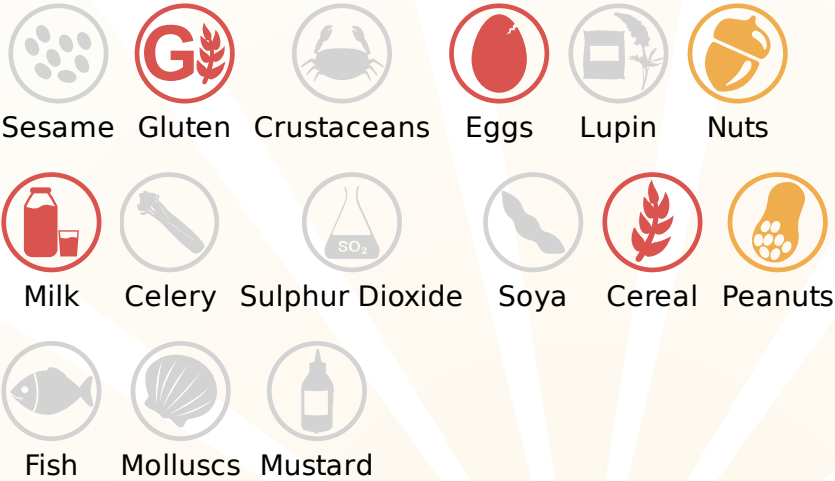 G
Sesame Gluten Crustaceans Eggs Lupin Nuts
SO₂
Milk Celery Sulphur Dioxide Soya Cereal Peanuts
Fish Molluscs Mustard